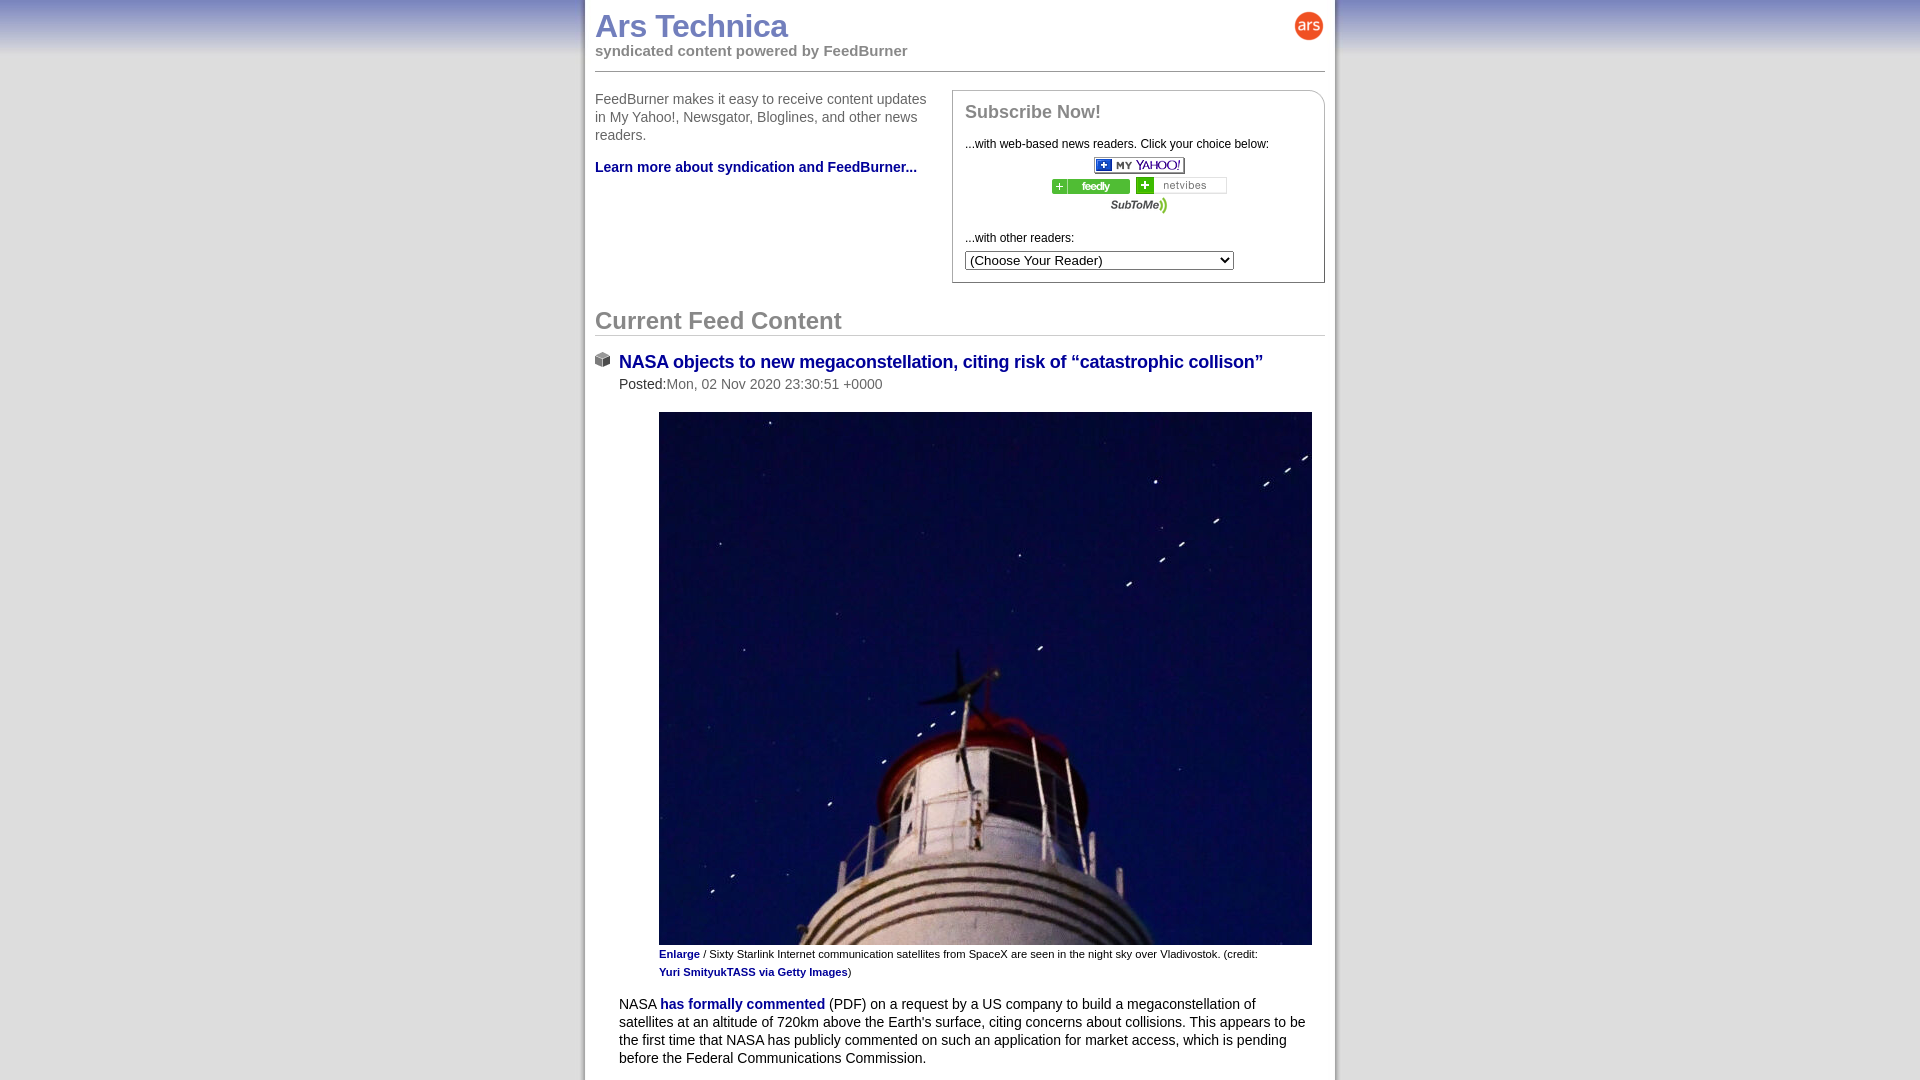 Ars Technica
ars
syndicated content powered by FeedBurner
FeedBurner makes it easy to receive content updates
in My Yahoo!, Newsgator, Bloglines, and other news
readers.
Learn more about syndication and FeedBurner...
Subscribe Now!
...with web-based news readers. Click your choice below:
MY YAHOO!
feedly
netvibes
SubToMe
...with other readers:
(Choose Your Reader)
Current Feed Content
NASA objects to new megaconstellation, citing risk of “catastrophic collison”
Posted:Mon, 02 Nov 2020 23:30:51 +0000
Enlarge / Sixty Starlink Internet communication satellites from SpaceX are seen in the night sky over Vladivostok. (credit:
Yuri SmityukTASS via Getty Images)
NASA has formally commented (PDF) on a request by a US company to build a megaconstellation of
satellites at an altitude of 720km above the Earth's surface, citing concerns about collisions. This appears to be
the first time that NASA has publicly commented on such an application for market access, which is pending
before the Federal Communications Commission.